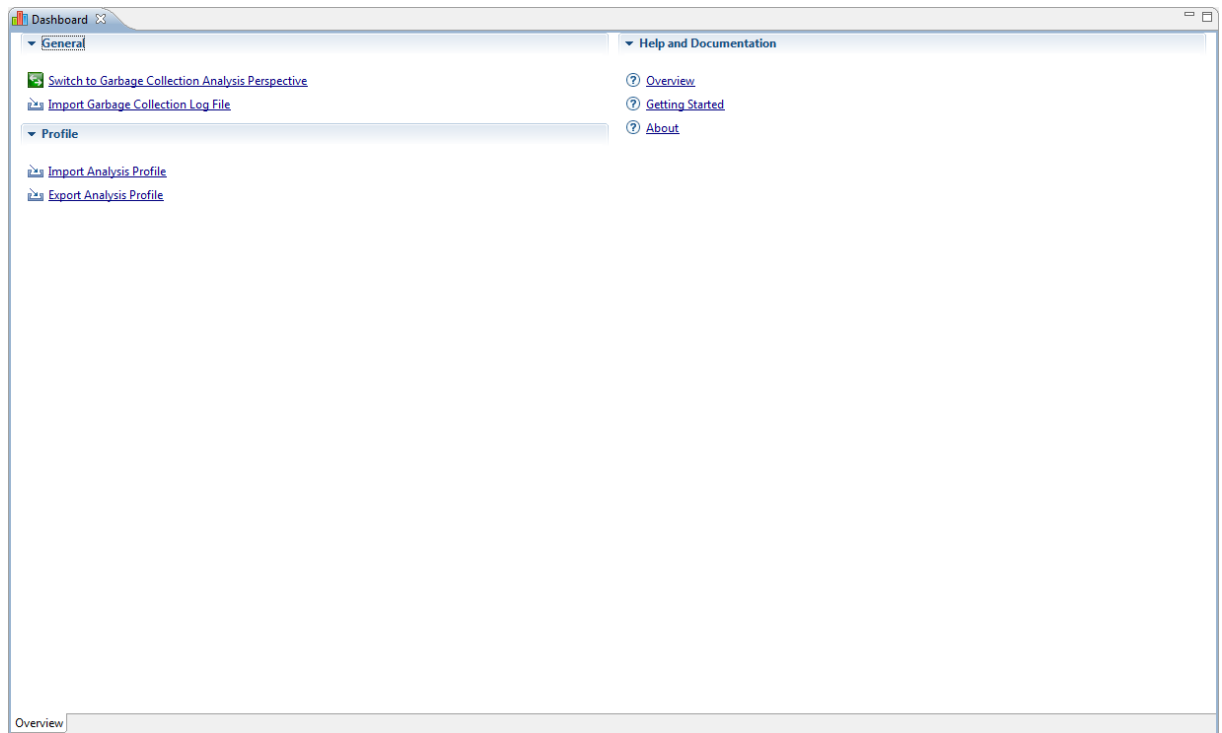 Dashboard
General
Switch to Garbage Collection Analysis Perspective
Import Garbage Collection Log File
Profile
Import Analysis Profile
Export Analysis Profile
Help and Documentation
Overview
Getting Started
About
Overview